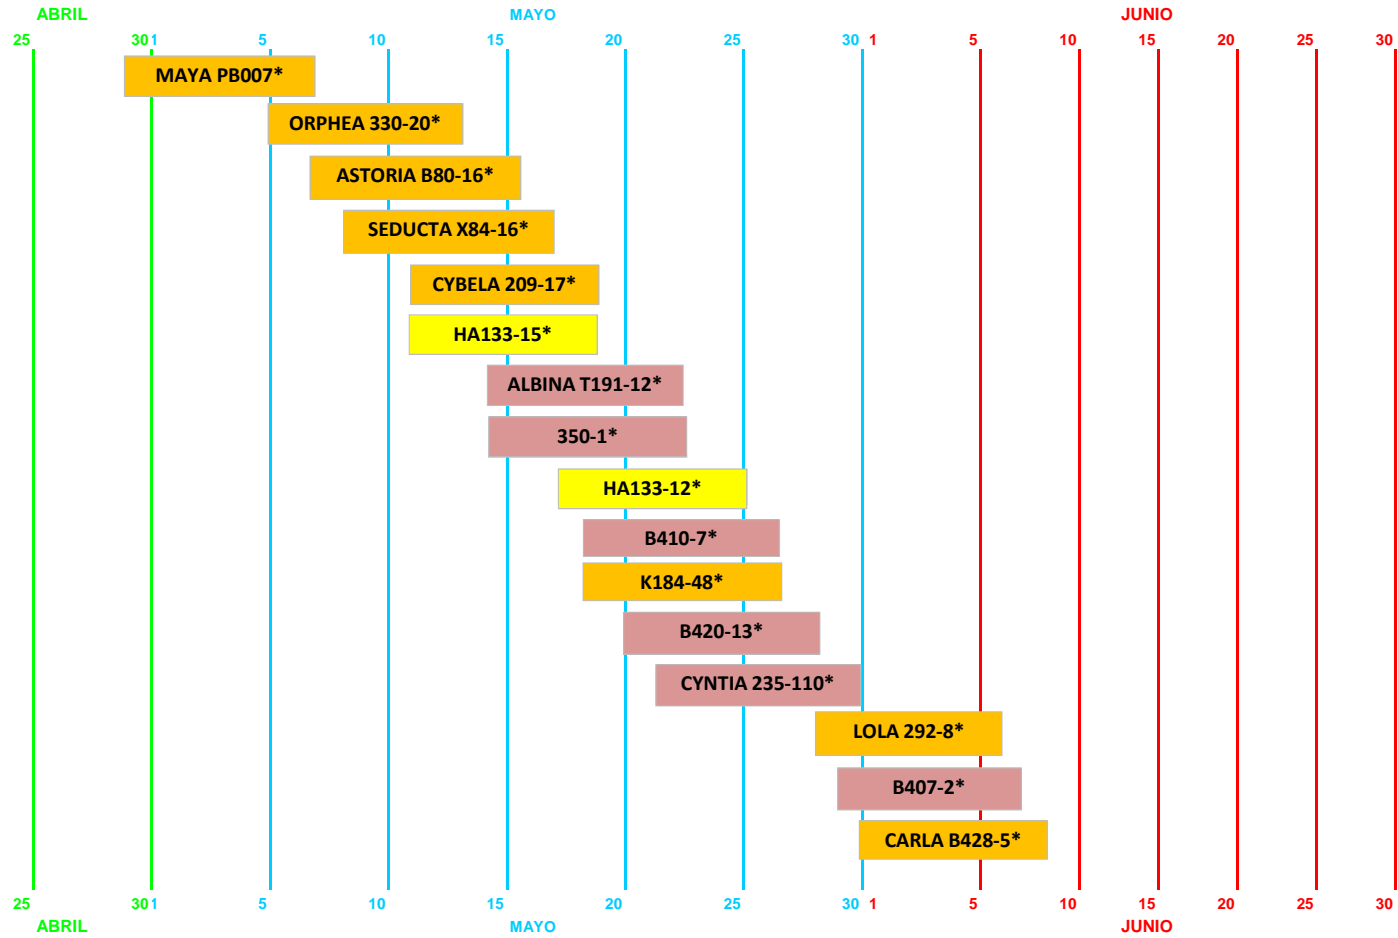 ABRIL MAYO JUNIO
25 30 1 5 10 15 20 25 30 1 5 10 15 20 25 30
MAYA PB007*
ORPHEA 330-20*
ASTORIA B80-16*
SEDUCTA X84-16*
CYBELA 209-17*
HA133-15*
ALBINA T191-12*
350-1*
HA133-12*
B410-7*
K184-48*
B420-13*
CYNTIA 235-110*
LOLA 292-8*
B407-2*
CARLA B428-5*
25 30 1 5 10 15 20 25 30 1 5 10 15 20 25 30
ABRIL MAYO JUNIO